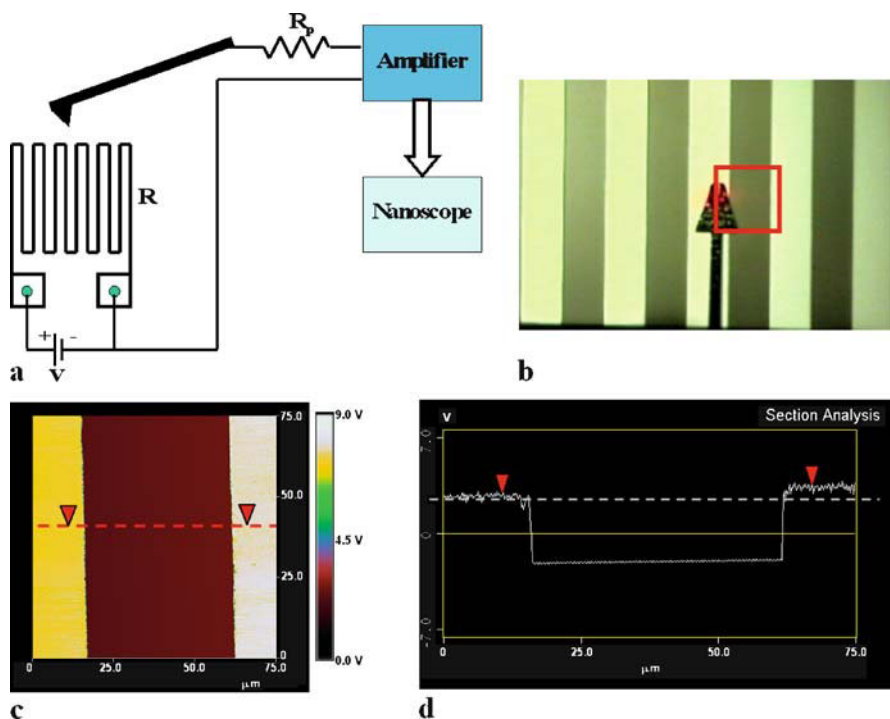 R_p
Amplifier
R
Nanoscope
+ -
V
a
b
75.0
9.0 V
50.0
4.5 V
25.0
0
0.0 V
0 25.0 50.0 75.0
μm
c
V Section Analysis
7.0
0
-7.0
0 25.0 50.0 75.0
μm
d